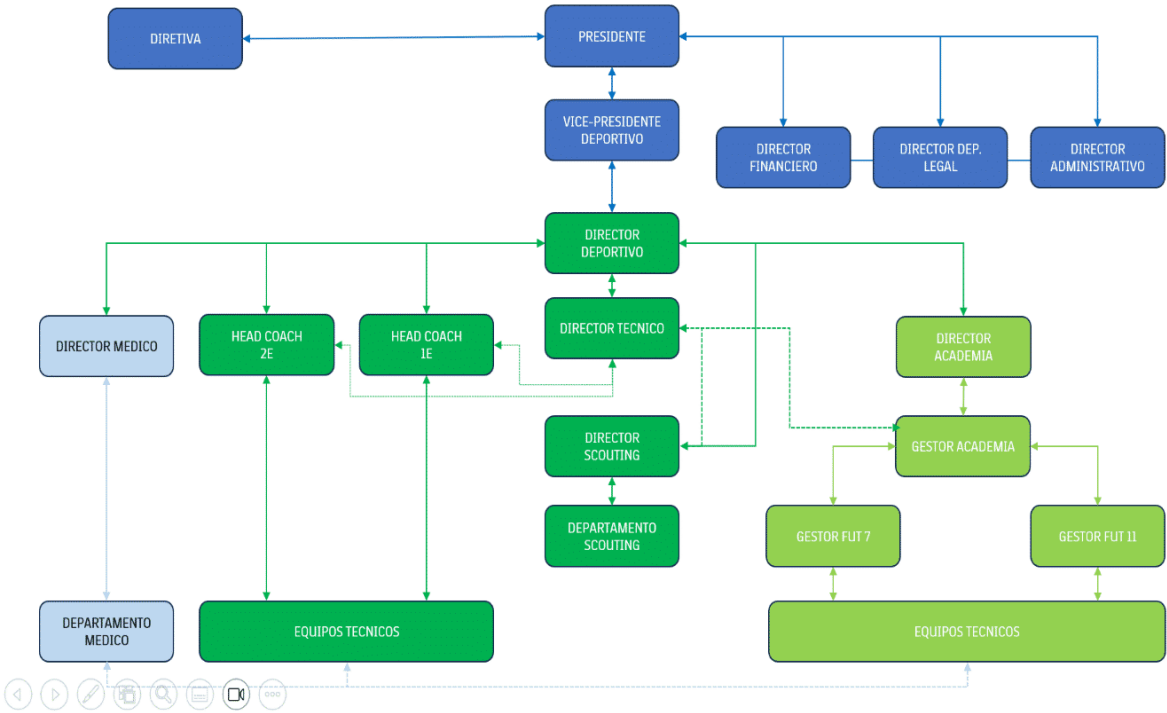 DIRETIVA
PRESIDENTE
VICE-PRESIDENTE
DEPORTIVO
DIRECTOR
FINANCIERO
DIRECTOR DEP.
LEGAL
DIRECTOR
ADMINISTRATIVO
DIRECTOR
DEPORTIVO
DIRECTOR MEDICO
HEAD COACH
2E
HEAD COACH
1E
DIRECTOR TECNICO
DIRECTOR
ACADEMIA
DIRECTOR
SCOUTING
GESTOR ACADEMIA
DEPARTAMENTO
SCOUTING
GESTOR FUT 7
GESTOR FUT 11
DEPARTAMENTO
MEDICO
EQUIPOS TECNICOS
EQUIPOS TECNICOS